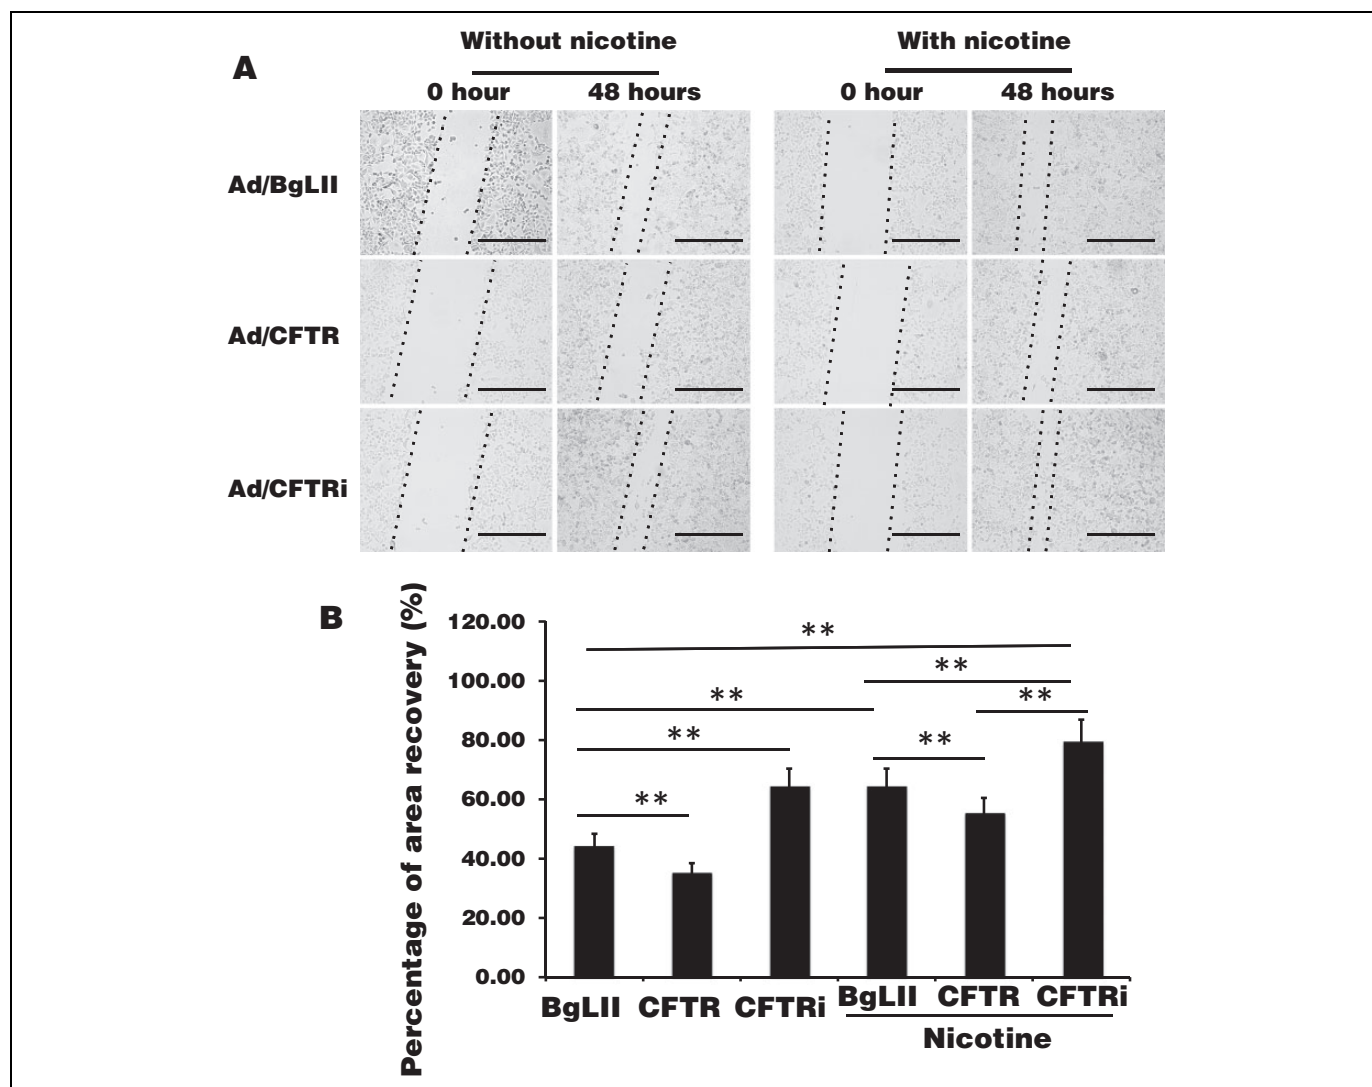 Without nicotine With nicotine
A
0 hour 48 hours 0 hour 48 hours
Ad/BgLII
Ad/CFTR
Ad/CFTRi
B
Percentage of area recovery (%)
120.00
100.00
80.00
60.00
40.00
20.00
0.00
**
**
**
**
**
**
**
BgLII CFTR CFTRi BgLII CFTR CFTRi
Nicotine